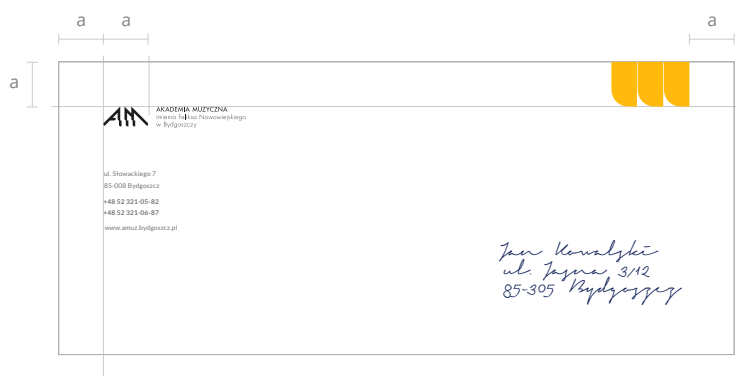 a a a
a
AM
AKADEMIA MUZYCZNA
imienia Feliksa Nowowiejskiego
w Bydgoszczy
ul. Słowackiego 7
85-008 Bydgoszcz
+48 52 321-05-82
+48 52 321-06-87
www.amuz.bydgoszcz.pl
Jan Kowalski
ul. Jasna 3/12
85-305 Bydgoszcz